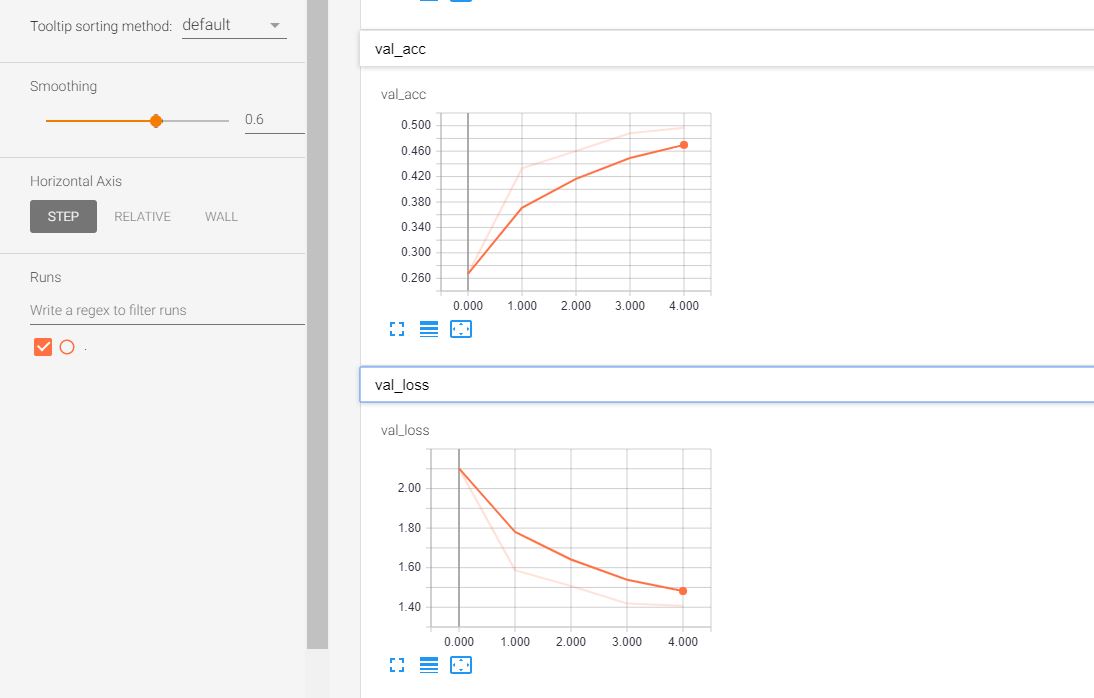 Tooltip sorting method: default
Smoothing
0.6
Horizontal Axis
STEP RELATIVE WALL
Runs
Write a regex to filter runs
.
val_acc
val_acc
0.500
0.460
0.420
0.380
0.340
0.300
0.260
0.000 1.000 2.000 3.000 4.000
val_loss
val_loss
2.00
1.80
1.60
1.40
0.000 1.000 2.000 3.000 4.000